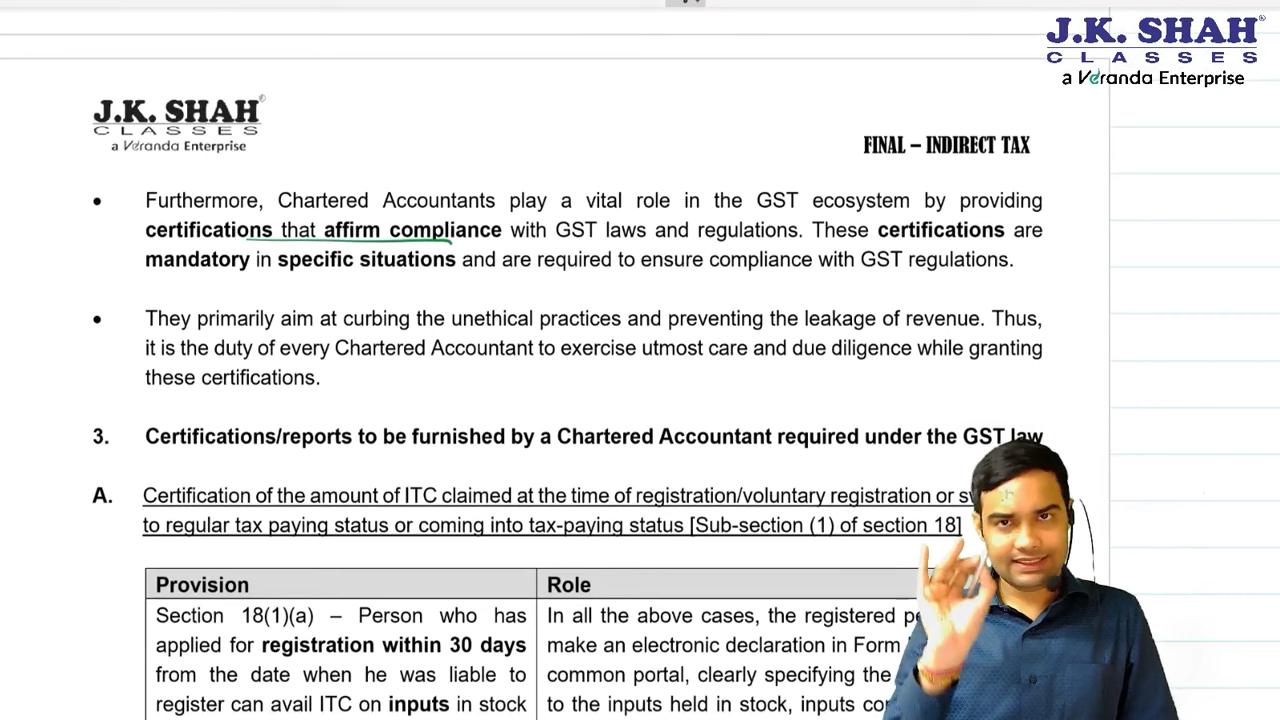 J.K. SHAH
CLASSES
a Veranda Enterprise
J.K. SHAH
CLASSES
a Veranda Enterprise
FINAL – INDIRECT TAX
• Furthermore, Chartered Accountants play a vital role in the GST ecosystem by providing
certifications that affirm compliance with GST laws and regulations. These certifications are
mandatory in specific situations and are required to ensure compliance with GST regulations.
• They primarily aim at curbing the unethical practices and preventing the leakage of revenue. Thus,
it is the duty of every Chartered Accountant to exercise utmost care and due diligence while granting
these certifications.
3. Certifications/reports to be furnished by a Chartered Accountant required under the GST law
A. Certification of the amount of ITC claimed at the time of registration/voluntary registration or
to regular tax paying status or coming into tax-paying status [Sub-section (1) of section 18]
Provision
Section 18(1)(a) – Person who has
applied for registration within 30 days
from the date when he was liable to
register can avail ITC on inputs in stock
Role
In all the above cases, the registered
make an electronic declaration in Form
common portal, clearly specifying the
to the inputs held in stock, inputs